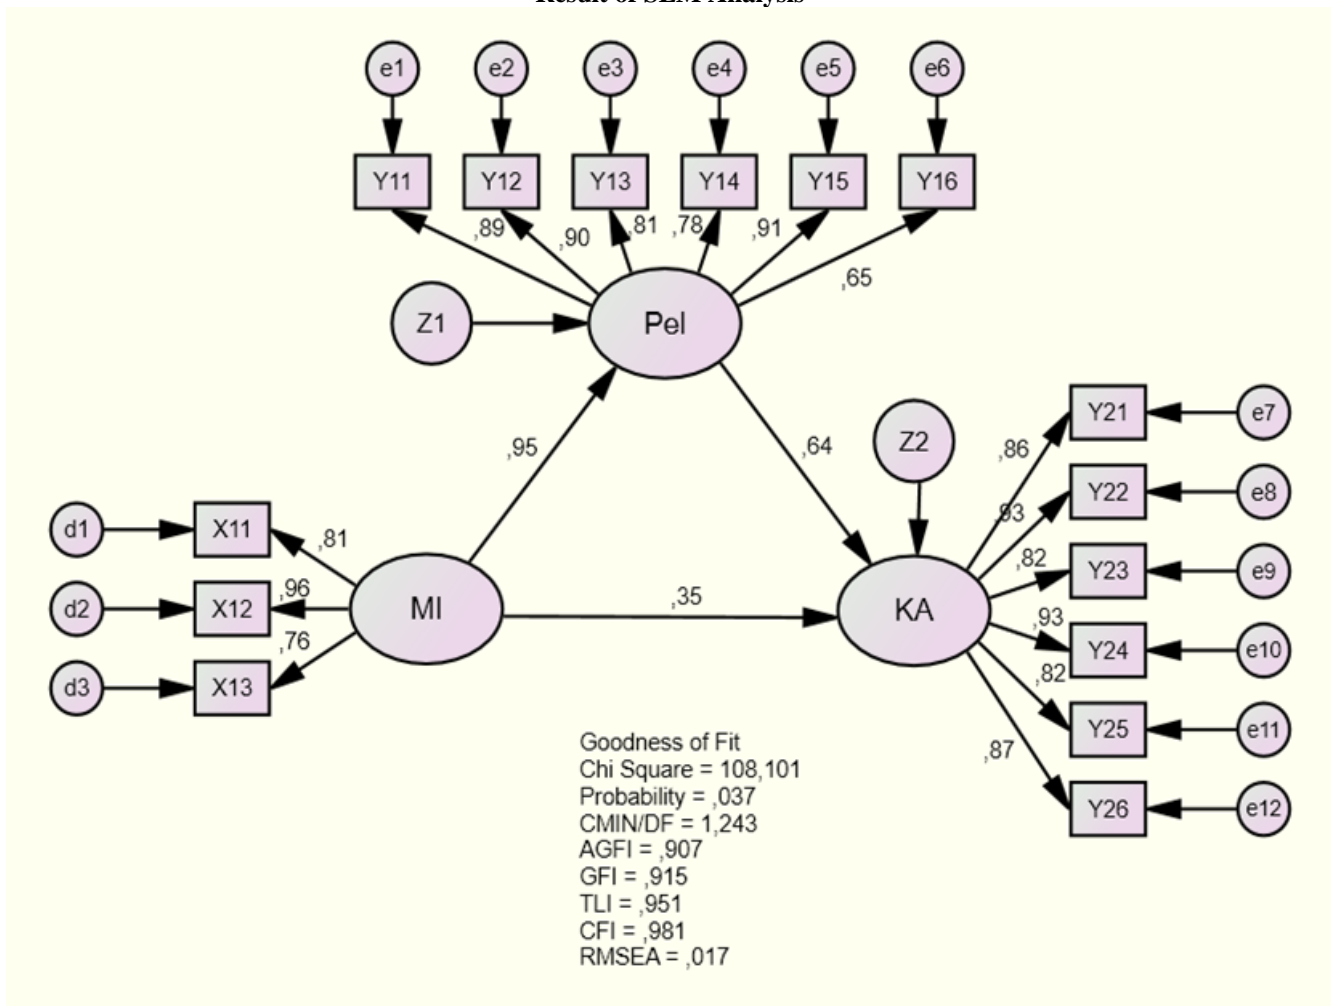 Result of SEM Analysis
e1 e2 e3 e4 e5 e6
Y11 Y12 Y13 Y14 Y15 Y16
,89 ,90 ,81 ,78 ,91
,65
Z1 Pel
Y21 e7
Z2
,95 ,64 ,86
Y22 e8
,93
d1 X11 ,81
,82 Y23 e9
,96
d2 X12 MI ,35 KA
,93
,76 Y24 e10
,82
d3 X13
Y25 e11
,87
Y26 e12
Goodness of Fit
Chi Square = 108,101
Probability = ,037
CMIN/DF = 1,243
AGFI = ,907
GFI = ,915
TLI = ,951
CFI = ,981
RMSEA = ,017